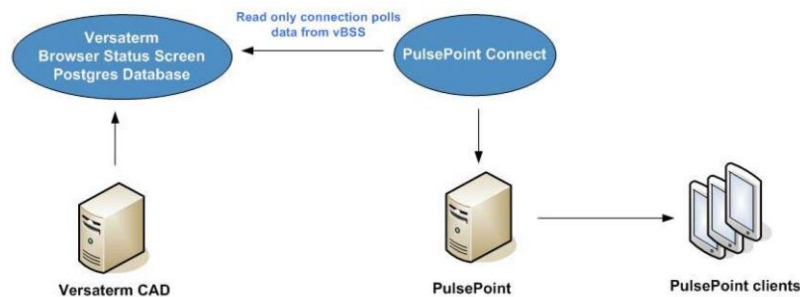 Versaterm
Browser Status Screen
Postgres Database
Read only connection polls
data from vBSS
PulsePoint Connect
Versaterm CAD
PulsePoint
PulsePoint clients